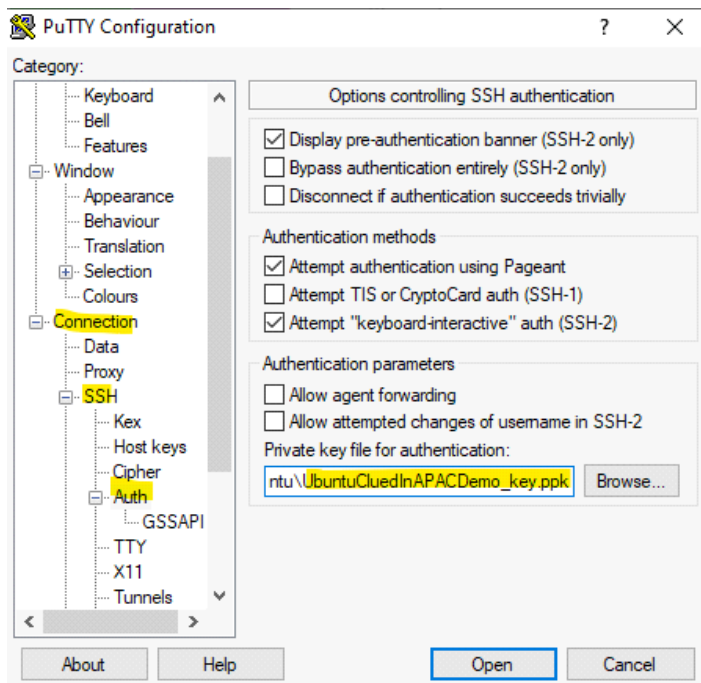 PuTTY Configuration
?
Category:
Keyboard
Bell
Features
Window
Appearance
Behaviour
Translation
Selection
Colours
Connection
Data
Proxy
SSH
Kex
Host keys
Cipher
Auth
GSSAPI
TTY
X11
Tunnels
Options controlling SSH authentication
Display pre-authentication banner (SSH-2 only)
Bypass authentication entirely (SSH-2 only)
Disconnect if authentication succeeds trivially
Authentication methods
Attempt authentication using Pageant
Attempt TIS or CryptoCard auth (SSH-1)
Attempt "keyboard-interactive" auth (SSH-2)
Authentication parameters
Allow agent forwarding
Allow attempted changes of username in SSH-2
Private key file for authentication:
ntu\UbuntuCluedInAPACDemo_key.ppk
Browse...
About
Help
Open
Cancel